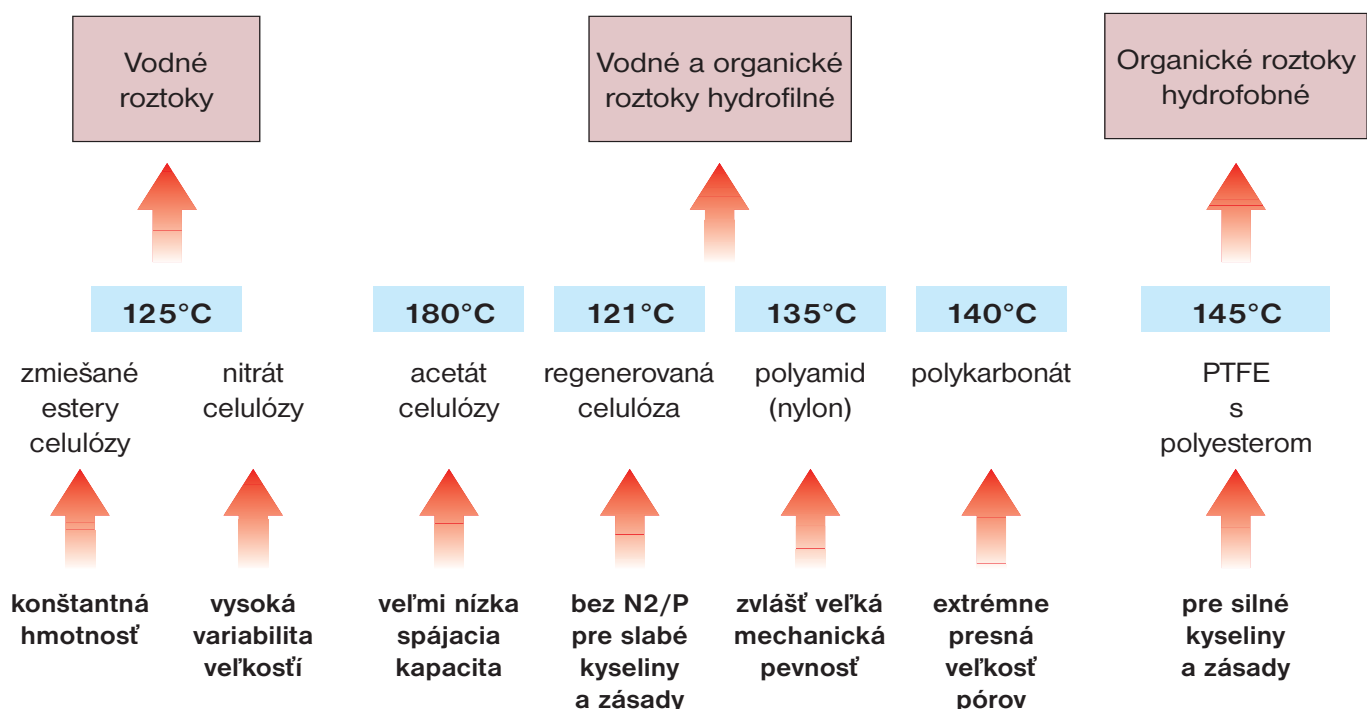 Vodné
roztoky
Vodné a organické
roztoky hydrofilné
Organické roztoky
hydrofobné
125°C
180°C
121°C
135°C
140°C
145°C
zmiešané
estery
celulózy
nitrát
celulózy
acetát
celulózy
regenerovaná
celulóza
polyamid
(nylon)
polykarbonát
PTFE
s
polyesterom
konštantná
hmotnosť
vysoká
variabilita
veľkostí
veľmi nízka
spájacia
kapacita
bez N2/P
pre slabé
kyseliny
a zásady
zvlášť veľká
mechanická
pevnosť
extrémne
presná
veľkosť
pórov
pre silné
kyseliny
a zásady